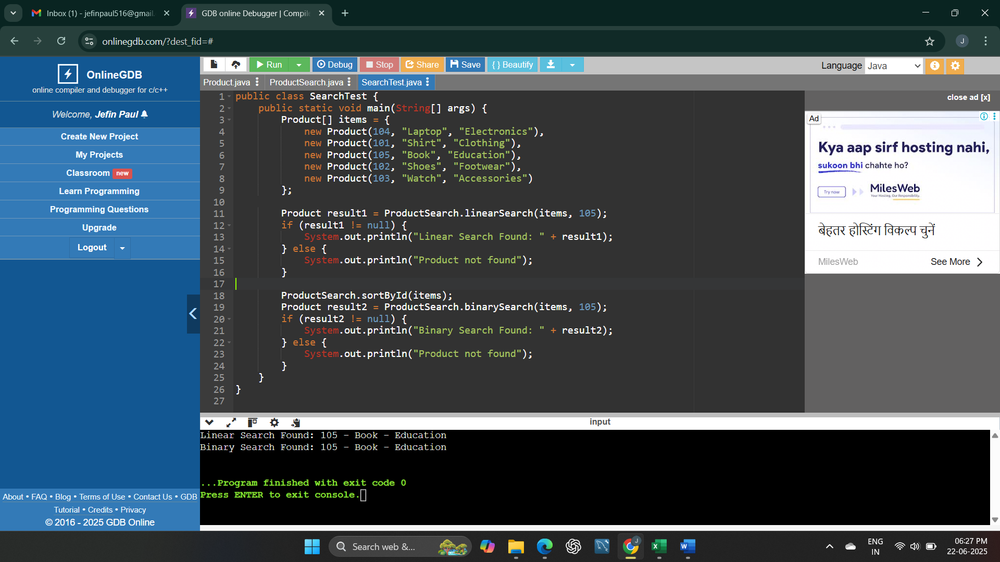 Inbox (1) - jefinpaul516@gmail.
GDB online Debugger | Compile
onlinegdb.com/?dest_fid=#
J
OnlineGDB
online compiler and debugger for c/c++
Welcome, Jefin Paul
Create New Project
My Projects
Classroom new
Learn Programming
Programming Questions
Upgrade
Logout
About • FAQ • Blog • Terms of Use • Contact Us • GDB
Tutorial • Credits • Privacy
© 2016 - 2025 GDB Online
Run
Debug
Stop
Share
Save
{ } Beautify
Language Java
Product.java
ProductSearch.java
SearchTest.java
1 public class SearchTest {
2     public static void main(String[] args) {
3         Product[] items = {
4             new Product(104, "Laptop", "Electronics"),
5             new Product(101, "Shirt", "Clothing"),
6             new Product(105, "Book", "Education"),
7             new Product(102, "Shoes", "Footwear"),
8             new Product(103, "Watch", "Accessories")
9         };
10
11         Product result1 = ProductSearch.linearSearch(items, 105);
12         if (result1 != null) {
13             System.out.println("Linear Search Found: " + result1);
14         } else {
15             System.out.println("Product not found");
16         }
17
18         ProductSearch.sortById(items);
19         Product result2 = ProductSearch.binarySearch(items, 105);
20         if (result2 != null) {
21             System.out.println("Binary Search Found: " + result2);
22         } else {
23             System.out.println("Product not found");
24         }
25     }
26 }
27
close ad [x]
Ad
Kya aap sirf hosting nahi,
sukoon bhi chahte ho?
Try now
MilesWeb
Your Hosting, Our Responsibility.
बेहतर होस्टिंग विकल्प चुनें
MilesWeb
See More
input
Linear Search Found: 105 - Book - Education
Binary Search Found: 105 - Book - Education
...Program finished with exit code 0
Press ENTER to exit console.
Search web &...
J
ENG
IN
06:27 PM
22-06-2025